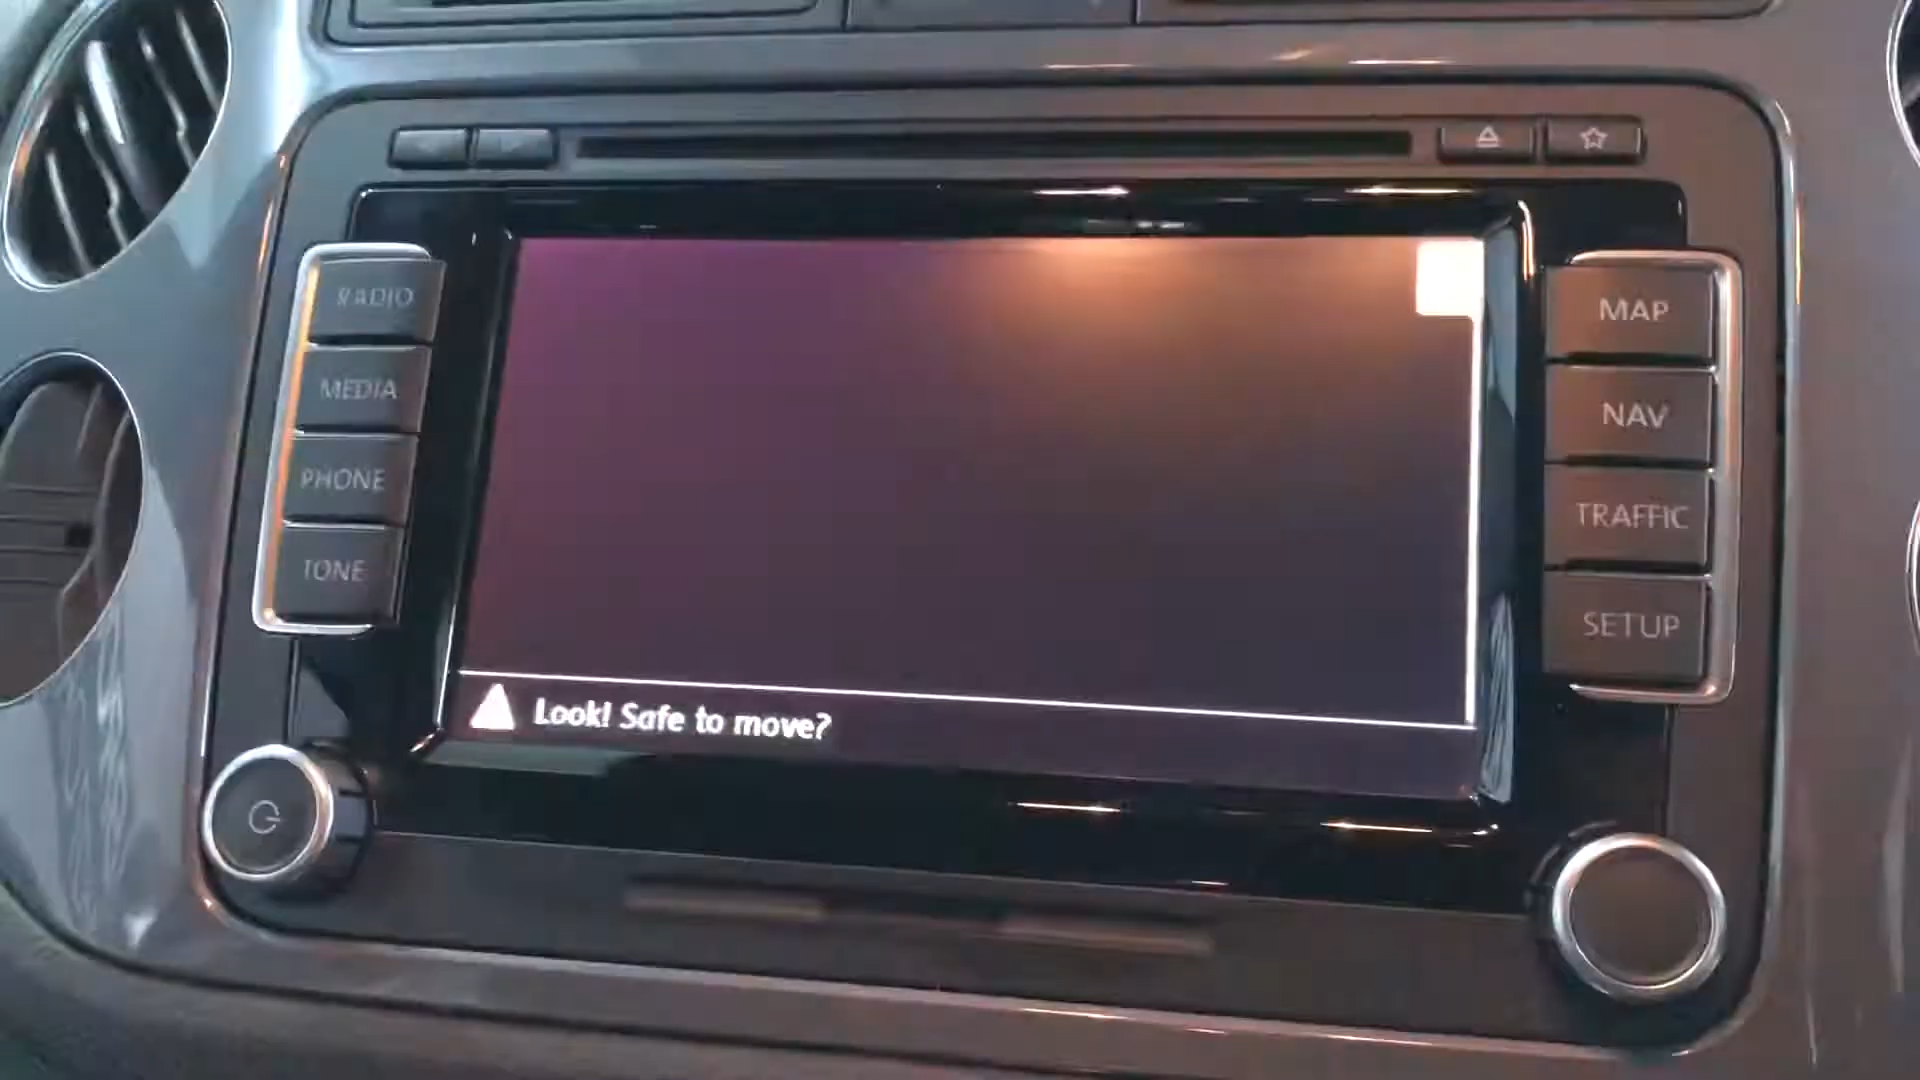 RADIO
MEDIA
PHONE
TONE
MAP
NAV
TRAFFIC
SETUP
Look! Safe to move?